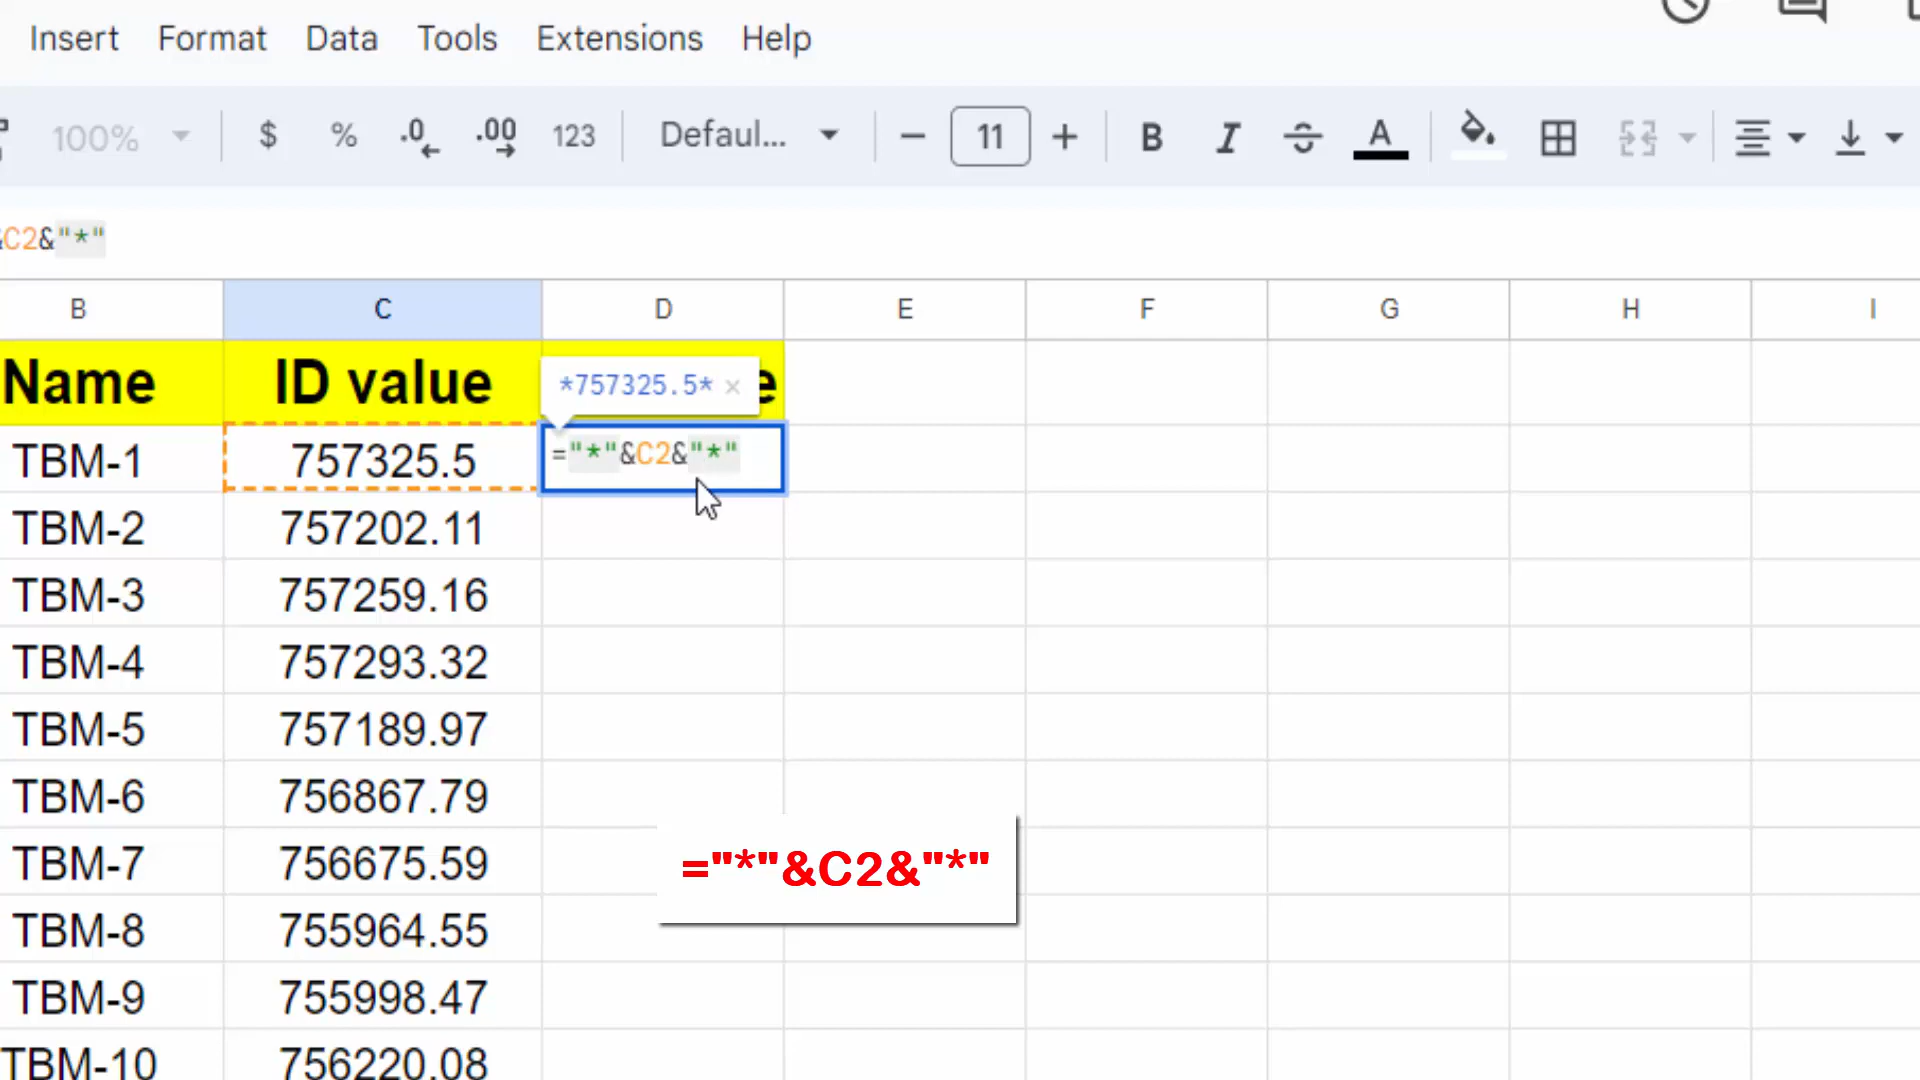 Insert Format Data Tools Extensions Help
100% $ % .0 .00 123 Defaul... − 11 + B I S A
C2&"*"
B C D E F G H I
Name ID value
*757325.5* ×
TBM-1 757325.5 ="*"&C2&"*"
TBM-2 757202.11
TBM-3 757259.16
TBM-4 757293.32
TBM-5 757189.97
TBM-6 756867.79
TBM-7 756675.59
="*"&C2&"*"
TBM-8 755964.55
TBM-9 755998.47
TBM-10 756220.08